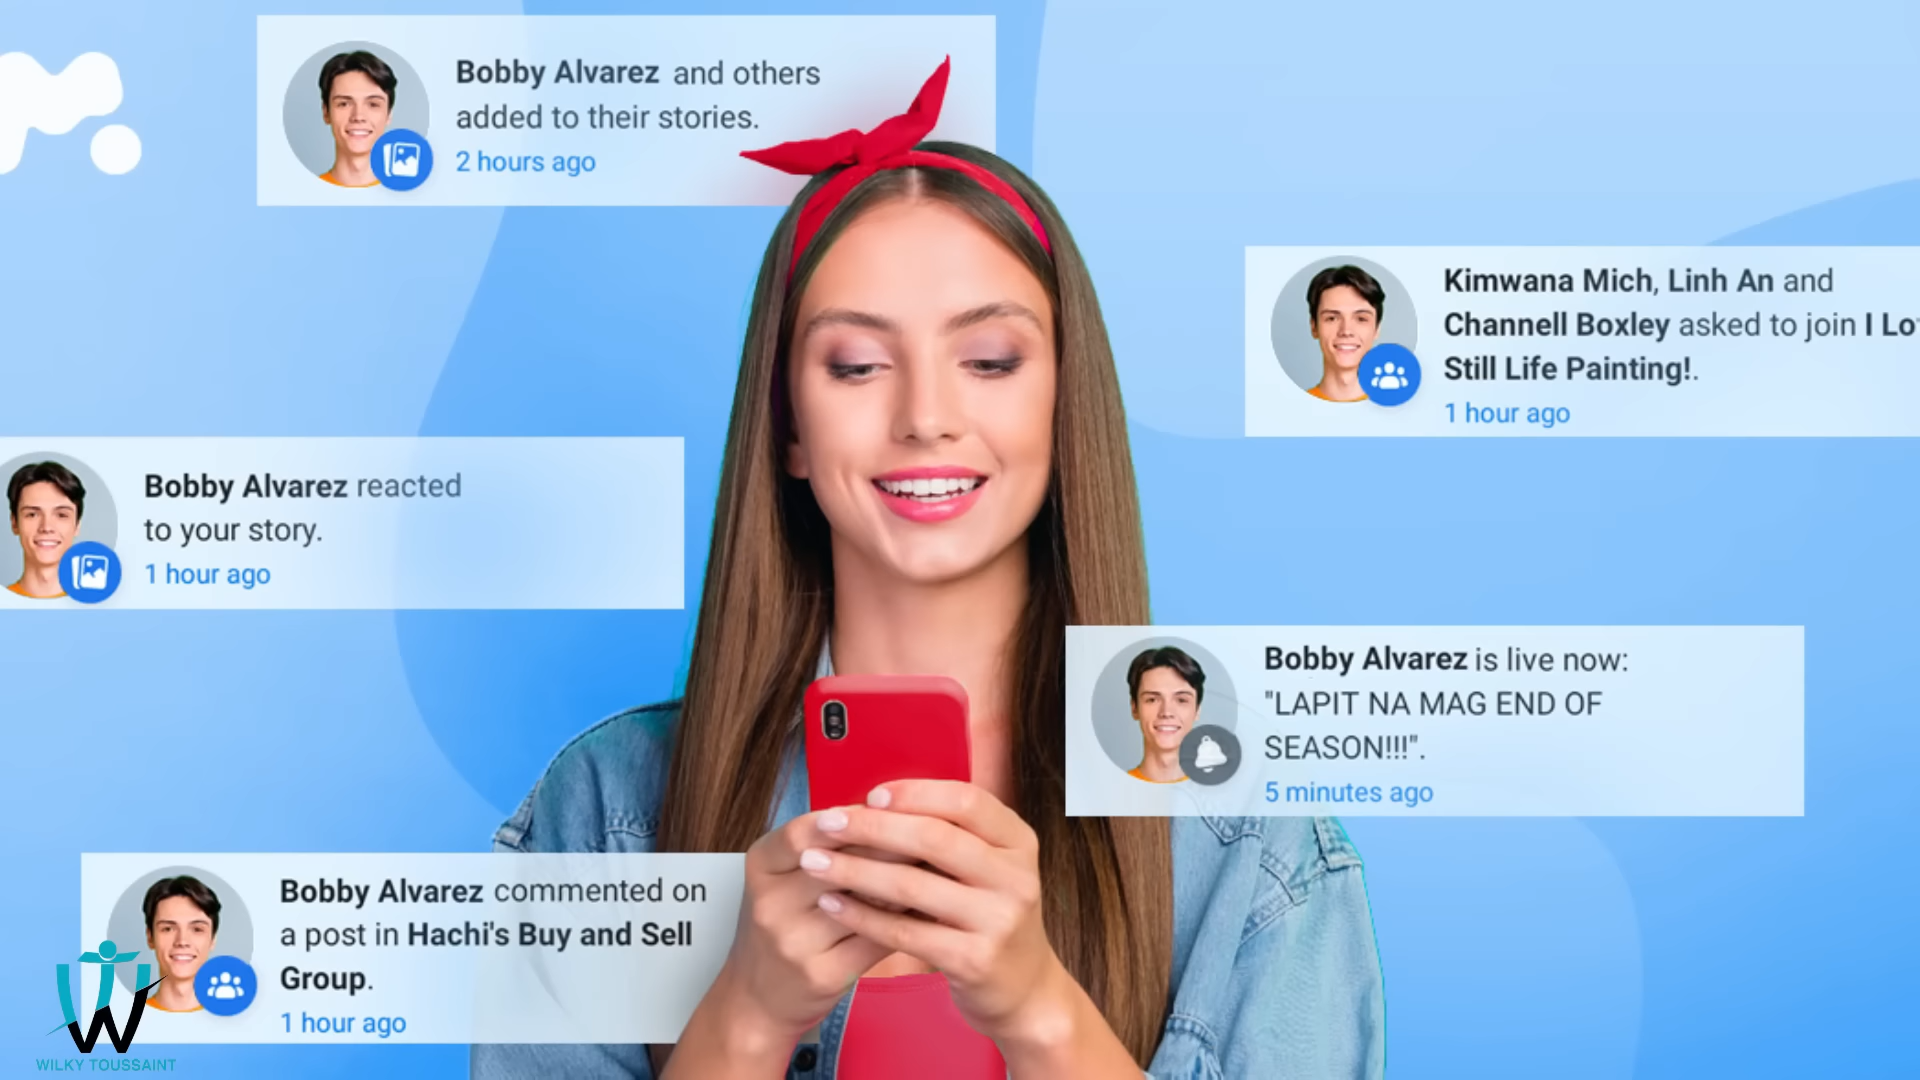 Bobby Alvarez and others
added to their stories.
2 hours ago
Kimwana Mich, Linh An and
Channell Boxley asked to join I Lo
Still Life Painting!.
1 hour ago
Bobby Alvarez reacted
to your story.
1 hour ago
Bobby Alvarez is live now:
"LAPIT NA MAG END OF
SEASON!!!".
5 minutes ago
Bobby Alvarez commented on
a post in Hachi's Buy and Sell
Group.
1 hour ago
WILKY TOUSSAINT